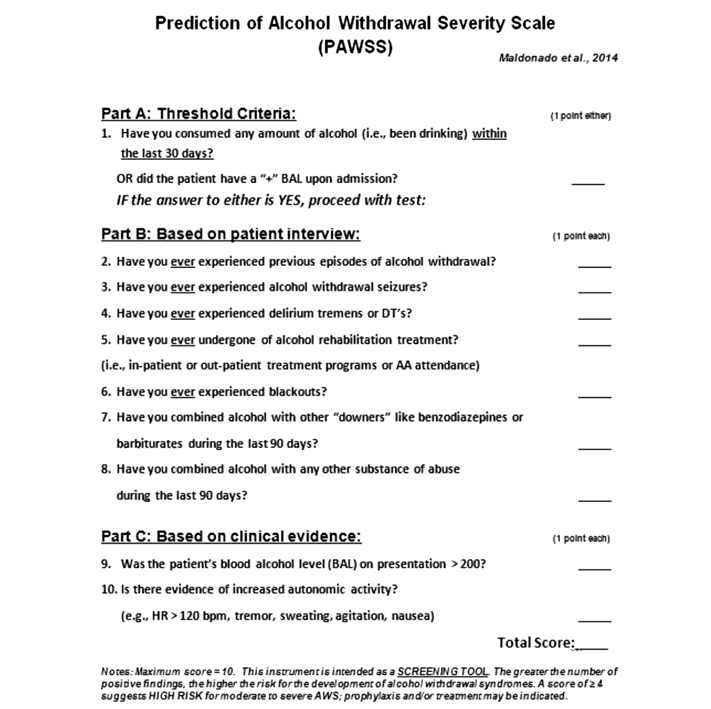 Prediction of Alcohol Withdrawal Severity Scale
(PAWSS)
Maldonado et al., 2014
Part A: Threshold Criteria: (1 point either)
1. Have you consumed any amount of alcohol (i.e., been drinking) within
the last 30 days?
OR did the patient have a “+” BAL upon admission? _____
IF the answer to either is YES, proceed with test:
Part B: Based on patient interview: (1 point each)
2. Have you ever experienced previous episodes of alcohol withdrawal? _____
3. Have you ever experienced alcohol withdrawal seizures? _____
4. Have you ever experienced delirium tremens or DT’s? _____
5. Have you ever undergone of alcohol rehabilitation treatment? _____
(i.e., in-patient or out-patient treatment programs or AA attendance)
6. Have you ever experienced blackouts? _____
7. Have you combined alcohol with other “downers” like benzodiazepines or
barbiturates during the last 90 days? _____
8. Have you combined alcohol with any other substance of abuse
during the last 90 days? _____
Part C: Based on clinical evidence: (1 point each)
9. Was the patient’s blood alcohol level (BAL) on presentation > 200? _____
10. Is there evidence of increased autonomic activity?
(e.g., HR > 120 bpm, tremor, sweating, agitation, nausea) _____
Total Score:_____
Notes: Maximum score = 10. This instrument is intended as a SCREENING TOOL. The greater the number of
positive findings, the higher the risk for the development of alcohol withdrawal syndromes. A score of ≥ 4
suggests HIGH RISK for moderate to severe AWS; prophylaxis and/or treatment may be indicated.